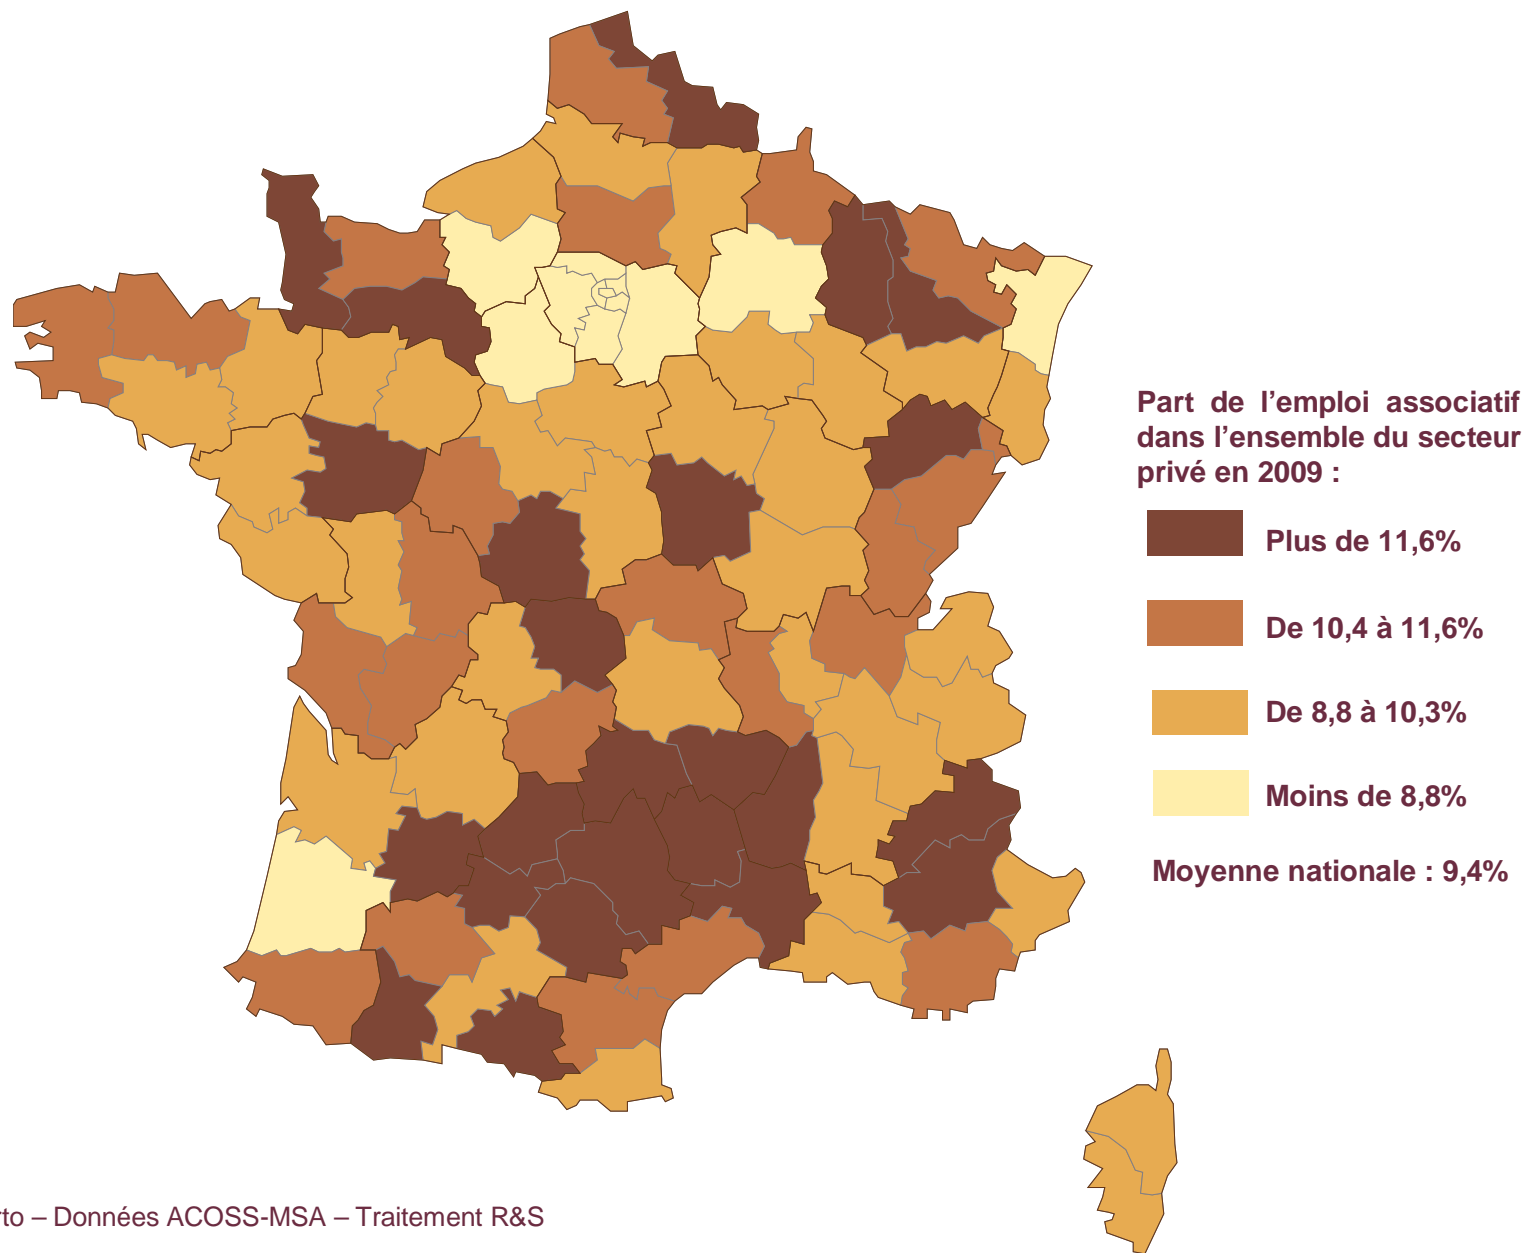 Part de l'emploi associatif
dans l'ensemble du secteur
privé en 2009 :
Plus de 11,6%
De 10,4 à 11,6%
De 8,8 à 10,3%
Moins de 8,8%
Moyenne nationale : 9,4%
rto – Données ACOSS-MSA – Traitement R&S